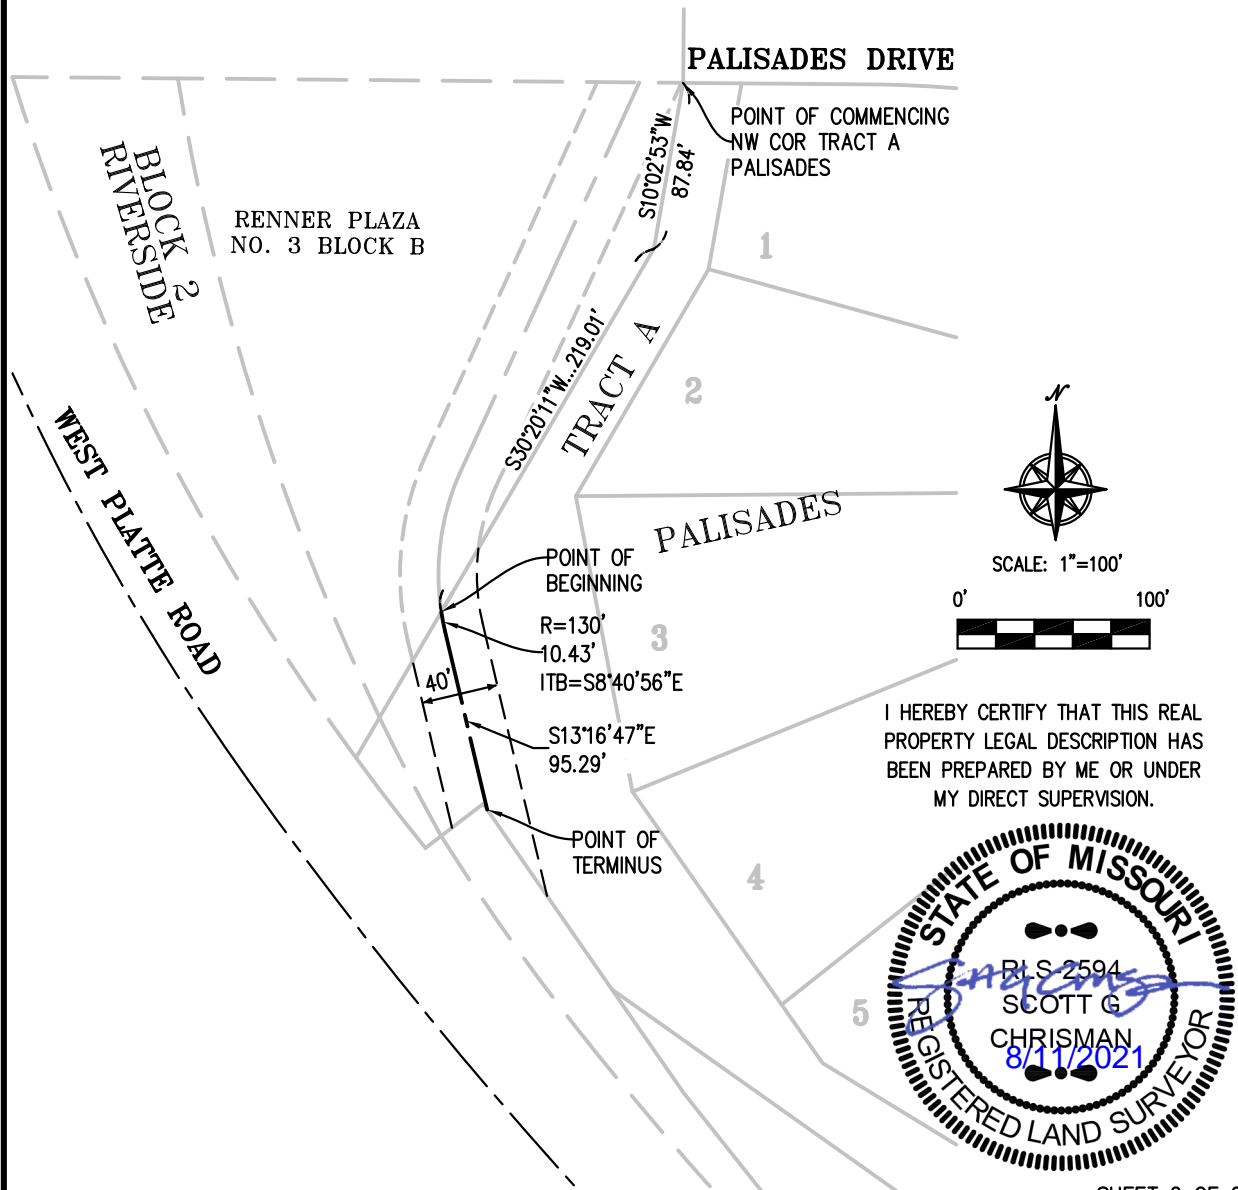 PALISADES DRIVE
POINT OF COMMENCING
NW COR TRACT A
PALISADES
S10°02'53"W
87.84'
BLOCK 2
RIVERSIDE
RENNER PLAZA
NO. 3 BLOCK B
1
S30°20'11"W...219.01'
TRACT A
2
N
WEST PLATTE ROAD
PALISADES
SCALE: 1"=100'
0' 100'
POINT OF
BEGINNING
R=130'
10.43'
ITB=S8°40'56"E
3
40'
S13°16'47"E
95.29'
I HEREBY CERTIFY THAT THIS REAL
PROPERTY LEGAL DESCRIPTION HAS
BEEN PREPARED BY ME OR UNDER
MY DIRECT SUPERVISION.
POINT OF
TERMINUS
4
5
STATE OF MISSOURI
RLS-2594
SCOTT G
CHRISMAN
8/11/2021
REGISTERED LAND SURVEYOR